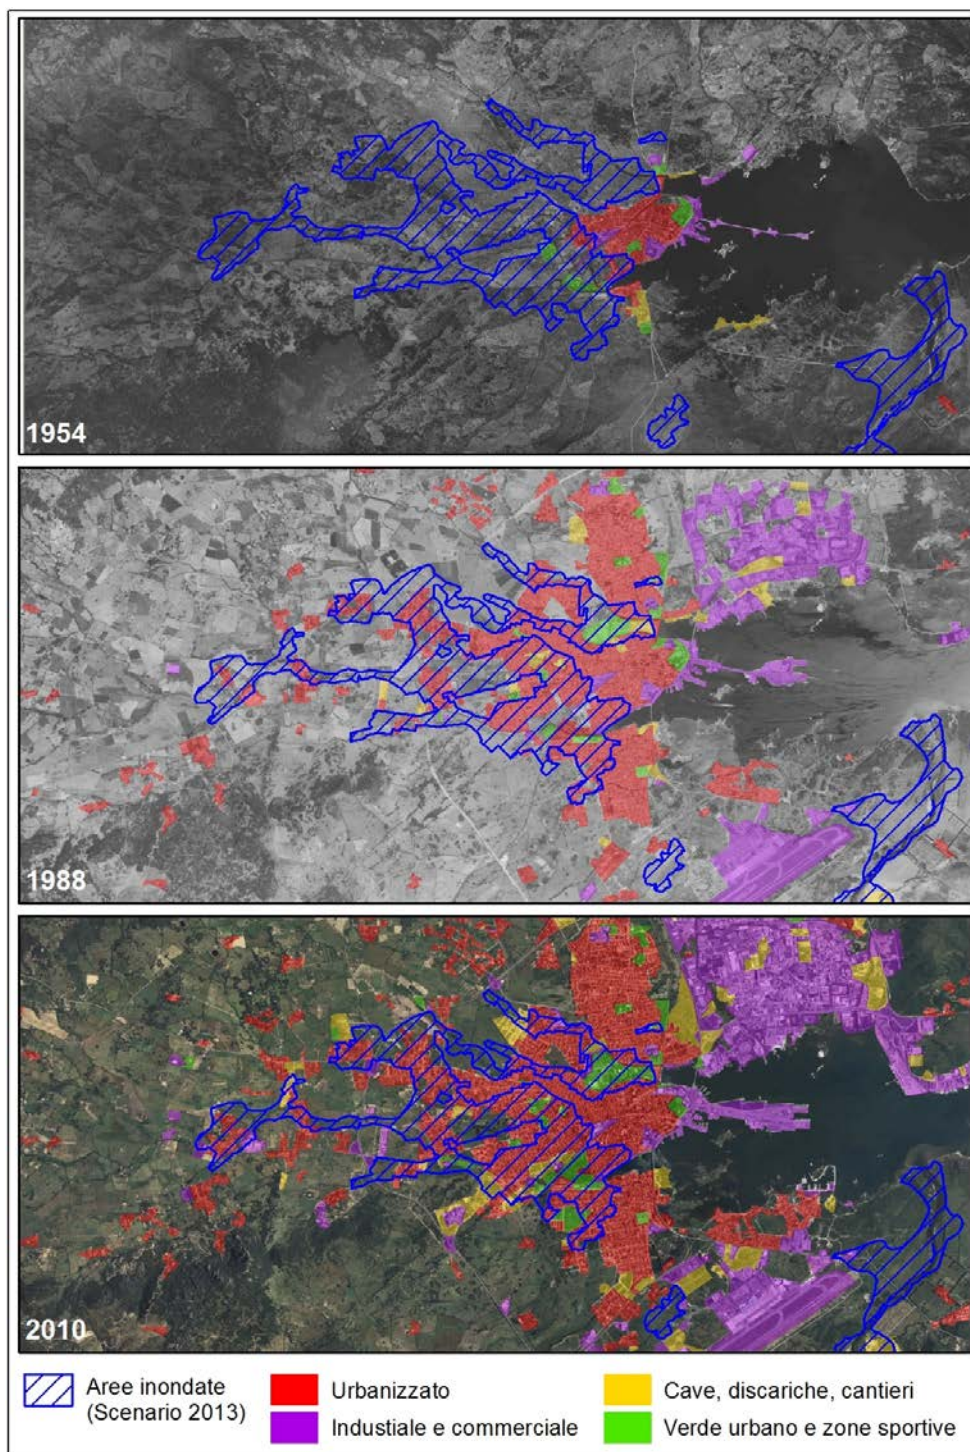 1954
1988
2010
Aree inondate
(Scenario 2013)
Urbanizzato
Industiale e commerciale
Cave, discariche, cantieri
Verde urbano e zone sportive